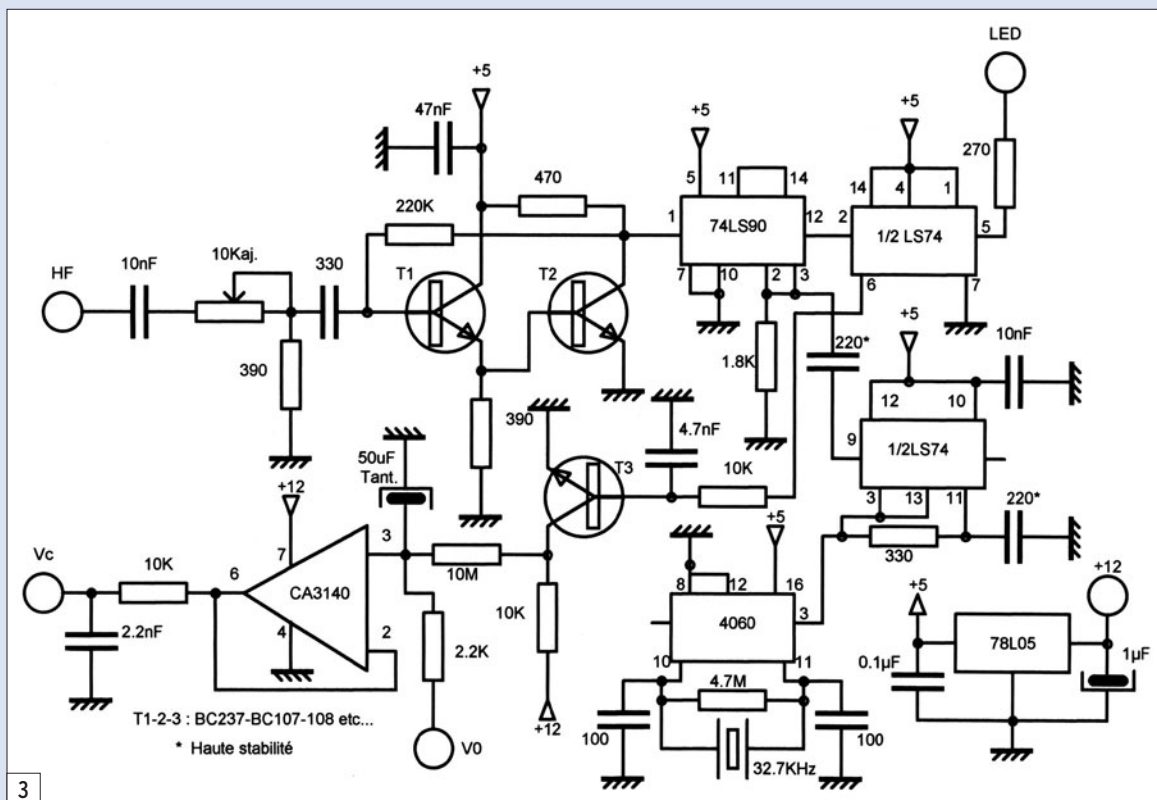 LED
+5
47nF
+5
+5
270
470
11
14
14
4
1
220K
5
1
74LS90
12
2
1/2 LS74
5
HF
10nF
10Kaj.
330
T1
T2
7
10
2
3
6
7
+5
10nF
390
1.8K
220*
12
10
390
4.7nF
9
1/2LS74
50uF
Tant.
T3
10K
3
13
11
220*
+12
+5
330
Vc
10K
7
3
10M
8
12
16
+12
6
CA3140
+5
10K
4060
3
2.2nF
4
2
2.2K
10
11
0.1µF
78L05
1µF
4.7M
T1-2-3 : BC237-BC107-108 etc...
+12
100
100
* Haute stabilité
V0
32.7KHz
3